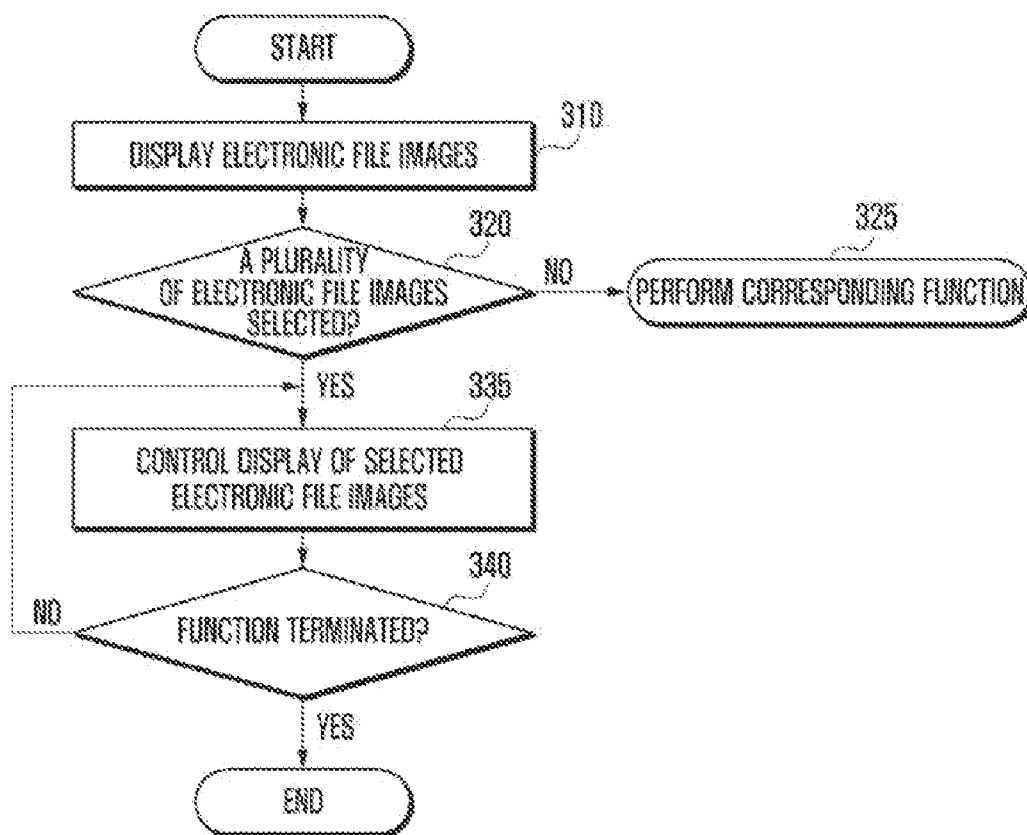 START
310
DISPLAY ELECTRONIC FILE IMAGES
320
325
A PLURALITY
OF ELECTRONIC FILE IMAGES
SELECTED?
NO
PERFORM CORRESPONDING FUNCTION
YES
335
CONTROL DISPLAY OF SELECTED
ELECTRONIC FILE IMAGES
340
NO
FUNCTION TERMINATED?
YES
END